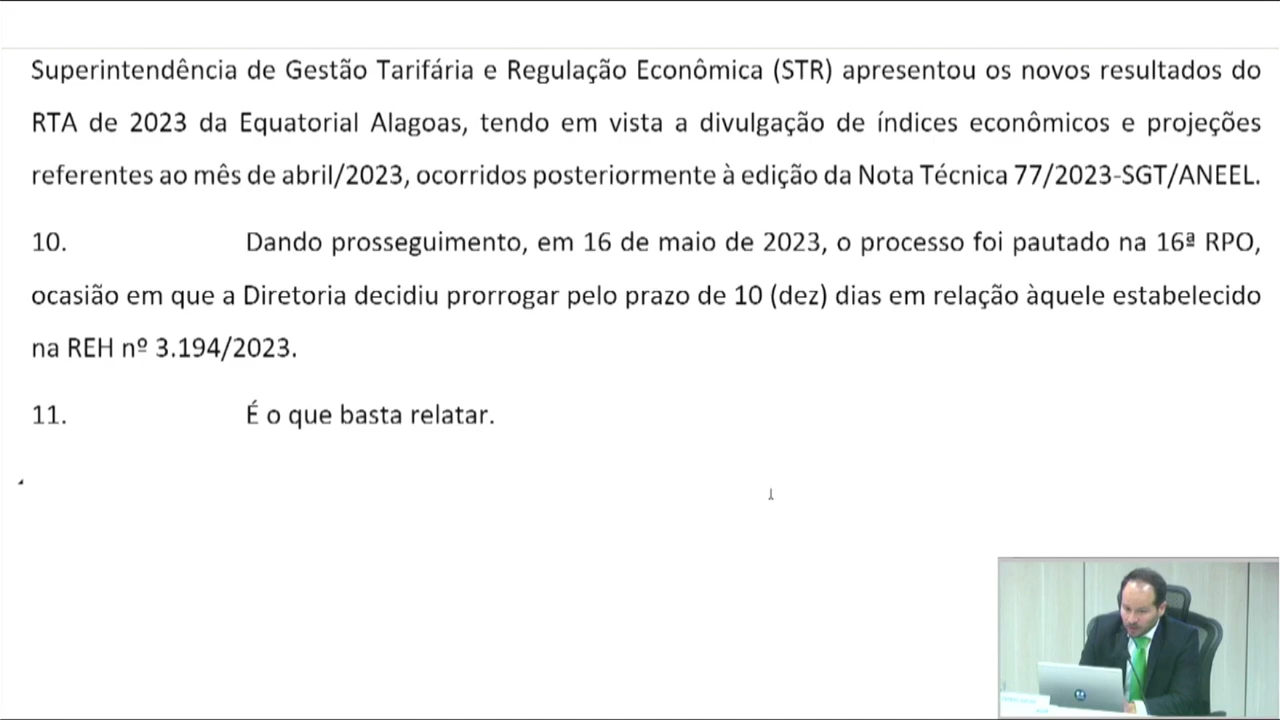 Superintendência de Gestão Tarifária e Regulação Econômica (STR) apresentou os novos resultados do
RTA de 2023 da Equatorial Alagoas, tendo em vista a divulgação de índices econômicos e projeções
referentes ao mês de abril/2023, ocorridos posteriormente à edição da Nota Técnica 77/2023-SGT/ANEEL.
10. Dando prosseguimento, em 16 de maio de 2023, o processo foi pautado na 16ª RPO,
ocasião em que a Diretoria decidiu prorrogar pelo prazo de 10 (dez) dias em relação àquele estabelecido
na REH nº 3.194/2023.
11. É o que basta relatar.